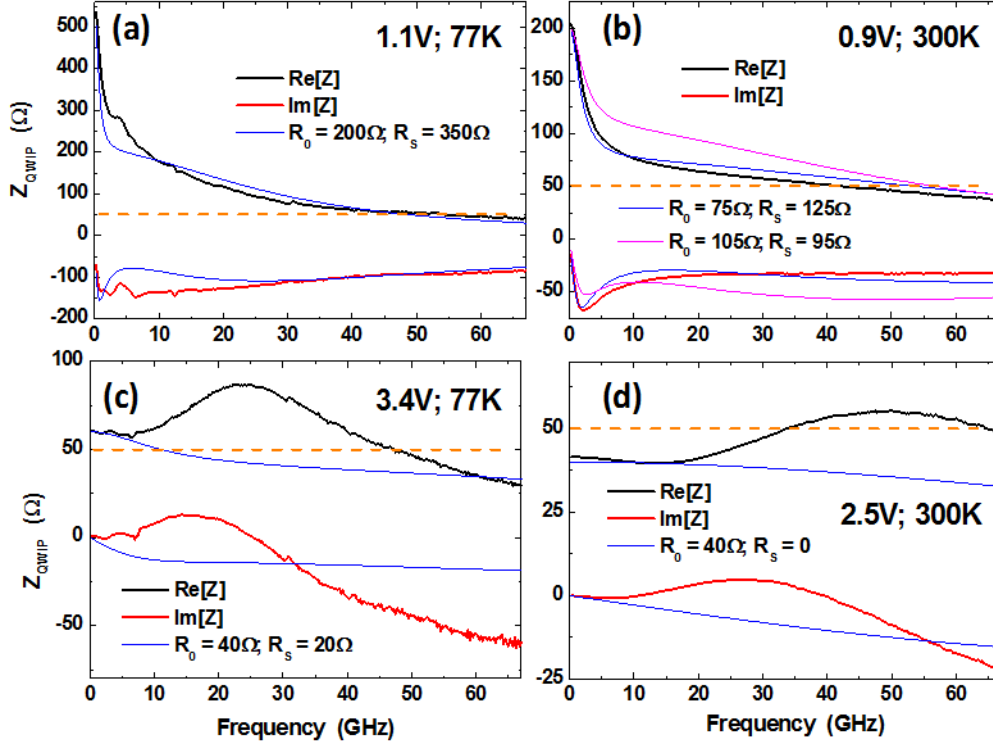 (a)
1.1V; 77K
Re[Z]
Im[Z]
R₀ = 200Ω; Rₛ = 350Ω
Z_QWIP (Ω)
500
400
300
200
100
0
-100
-200
0 10 20 30 40 50 60
(b)
0.9V; 300K
Re[Z]
Im[Z]
R₀ = 75Ω; Rₛ = 125Ω
R₀ = 105Ω; Rₛ = 95Ω
200
150
100
50
0
-50
0 10 20 30 40 50 60
(c)
3.4V; 77K
Re[Z]
Im[Z]
R₀ = 40Ω; Rₛ = 20Ω
Z_QWIP (Ω)
100
50
0
-50
0 10 20 30 40 50 60
Frequency (GHz)
(d)
Re[Z]
2.5V; 300K
Im[Z]
R₀ = 40Ω; Rₛ = 0
50
25
0
-25
0 10 20 30 40 50 60
Frequency (GHz)